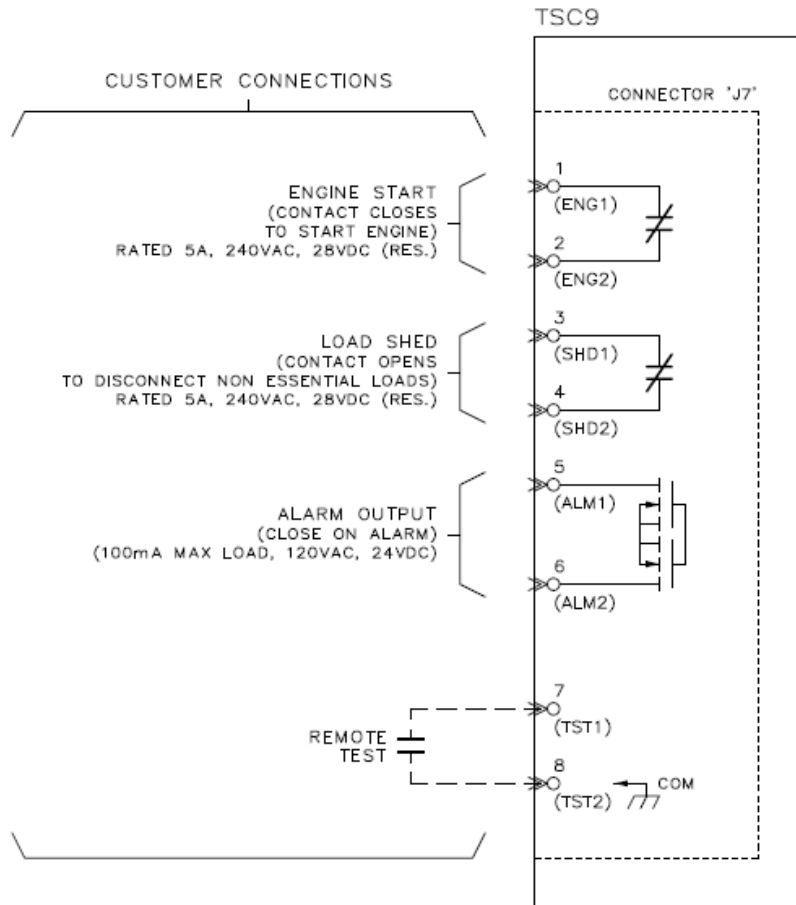 TSC9
CUSTOMER CONNECTIONS
CONNECTOR 'J7'
ENGINE START
(CONTACT CLOSES
TO START ENGINE)
RATED 5A, 240VAC, 28VDC (RES.)
1
(ENG1)
2
(ENG2)
LOAD SHED
(CONTACT OPENS
TO DISCONNECT NON ESSENTIAL LOADS)
RATED 5A, 240VAC, 28VDC (RES.)
3
(SHD1)
4
(SHD2)
ALARM OUTPUT
(CLOSE ON ALARM)
(100mA MAX LOAD, 120VAC, 24VDC)
5
(ALM1)
6
(ALM2)
REMOTE
TEST
7
(TST1)
8
(TST2)
COM